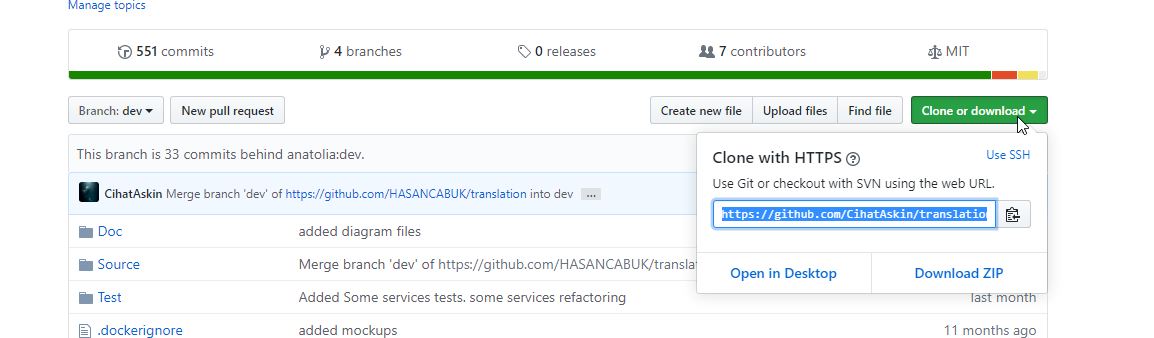 Manage topics
551 commits 4 branches 0 releases 7 contributors MIT
Branch: dev New pull request Create new file Upload files Find file Clone or download
This branch is 33 commits behind anatolia:dev.
CihatAskin Merge branch 'dev' of https://github.com/HASANCABUK/translation into dev ...
Clone with HTTPS ? Use SSH
Use Git or checkout with SVN using the web URL.
https://github.com/CihatAskin/translation
Open in Desktop Download ZIP
Doc added diagram files
Source Merge branch 'dev' of https://github.com/HASANCABUK/transla
Test Added Some services tests. some services refactoring last month
.dockerignore added mockups 11 months ago